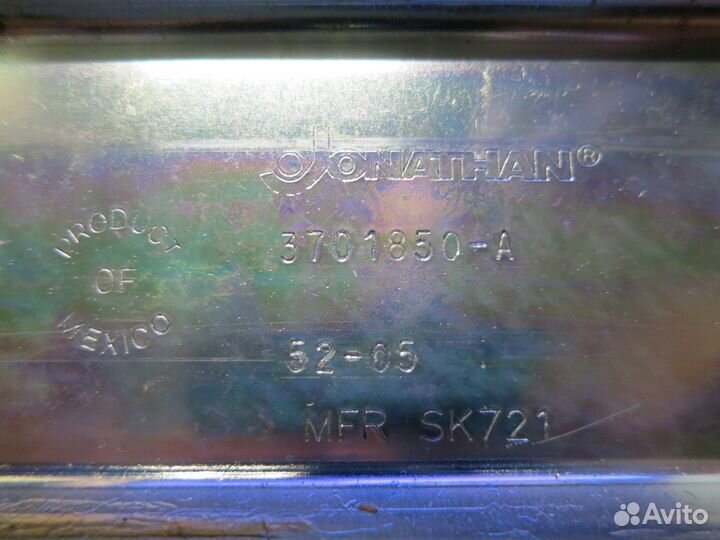 JONATHAN®
3701850-A
PRODUCT
OF
MEXICO
52-05
MFR SK721
Avito